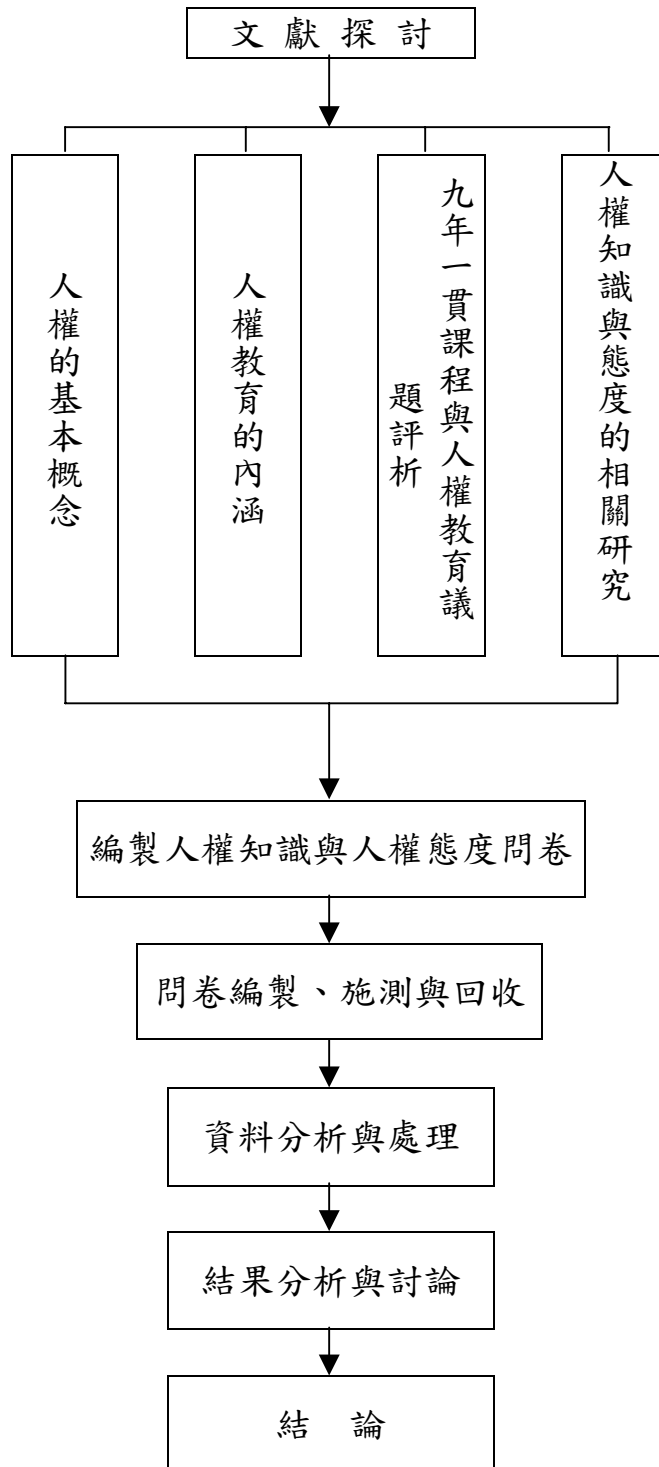 文 獻 探 討
人權的基本概念
人權教育的內涵
九年一貫課程與人權教育議
題評析
人權知識與態度的相關研究
編製人權知識與人權態度問卷
問卷編製、施測與回收
資料分析與處理
結果分析與討論
結 論